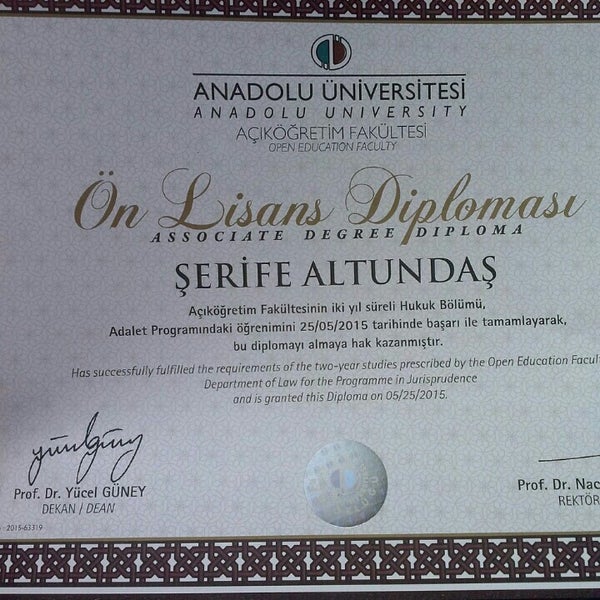 ANADOLU ÜNİVERSİTESİ
ANADOLU UNIVERSITY
AÇIKÖĞRETİM FAKÜLTESİ
OPEN EDUCATION FACULTY
Ön Lisans Diploması
ASSOCIATE DEGREE DIPLOMA
ŞERİFE ALTUNDAŞ
Açıköğretim Fakültesinin iki yıl süreli Hukuk Bölümü,
Adalet Programındaki öğrenimini 25/05/2015 tarihinde başarı ile tamamlayarak,
bu diplomayı almaya hak kazanmıştır.
Has successfully fulfilled the requirements of the two-year studies prescribed by the Open Education Facul
Department of Law for the Programme in Jurisprudence
and is granted this Diploma on 05/25/2015.
Prof. Dr. Yücel GÜNEY
DEKAN / DEAN
Prof. Dr. Nac
REKTÖR
2015-63319